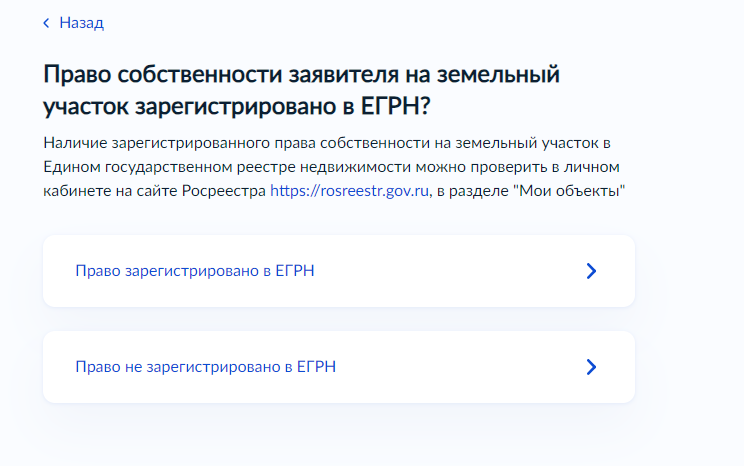 Назад
Право собственности заявителя на земельный
участок зарегистрировано в ЕГРН?
Наличие зарегистрированного права собственности на земельный участок в
Едином государственном реестре недвижимости можно проверить в личном
кабинете на сайте Росреестра https://rosreestr.gov.ru, в разделе "Мои объекты"
Право зарегистрировано в ЕГРН
Право не зарегистрировано в ЕГРН